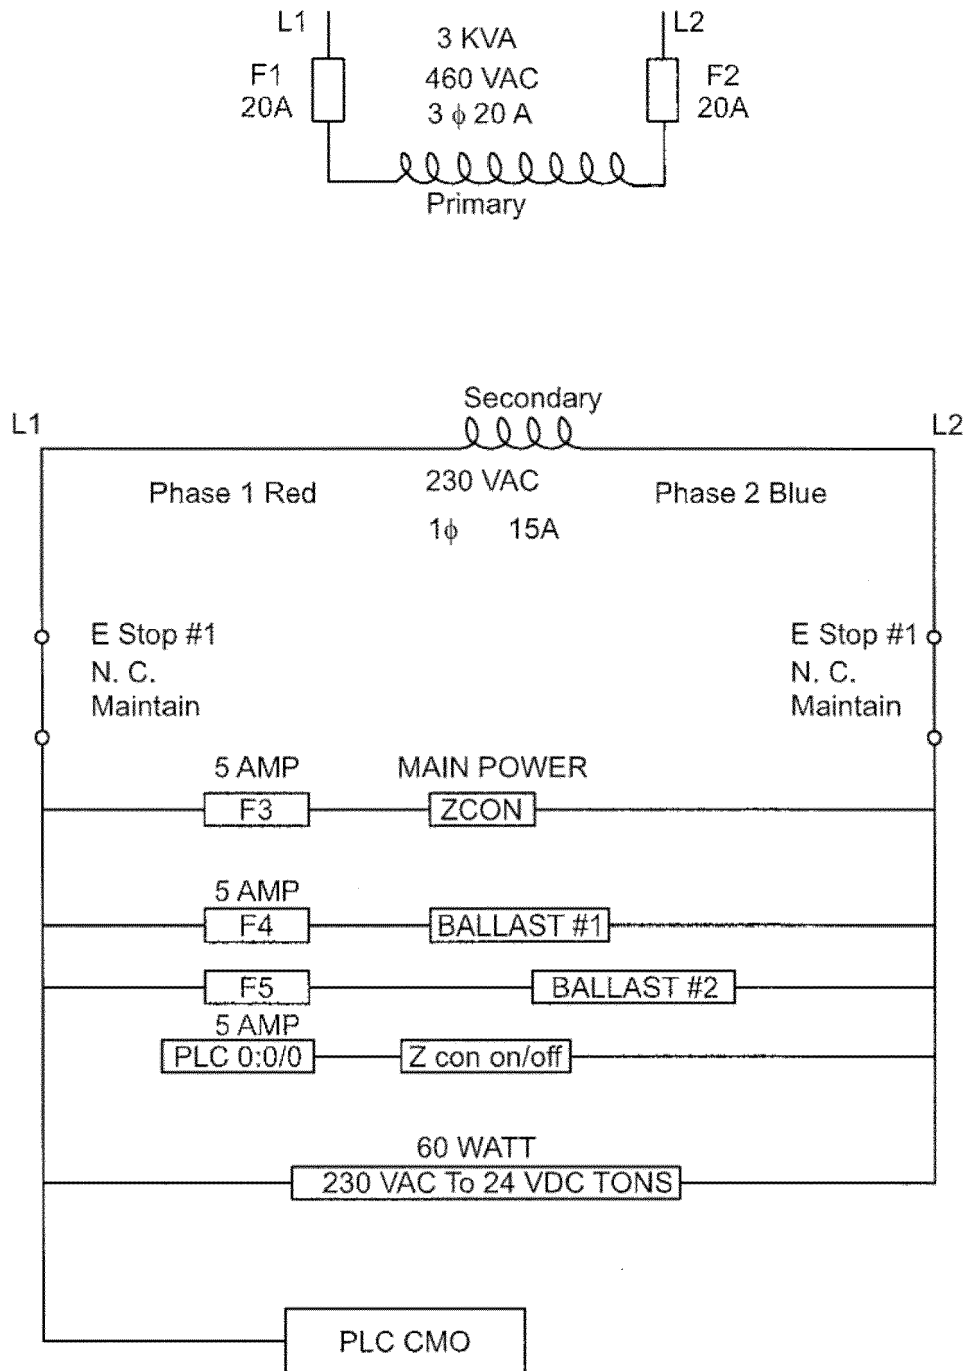 L1
L2
3 KVA
F1
460 VAC
F2
20A
3 ϕ 20 A
20A
Primary
Secondary
L1
L2
Phase 1 Red
230 VAC
Phase 2 Blue
1ϕ 15A
E Stop #1
N. C.
Maintain
E Stop #1
N. C.
Maintain
5 AMP
MAIN POWER
F3
ZCON
5 AMP
F4
BALLAST #1
F5
BALLAST #2
5 AMP
PLC 0:0/0
Z con on/off
60 WATT
230 VAC To 24 VDC TONS
PLC CMO